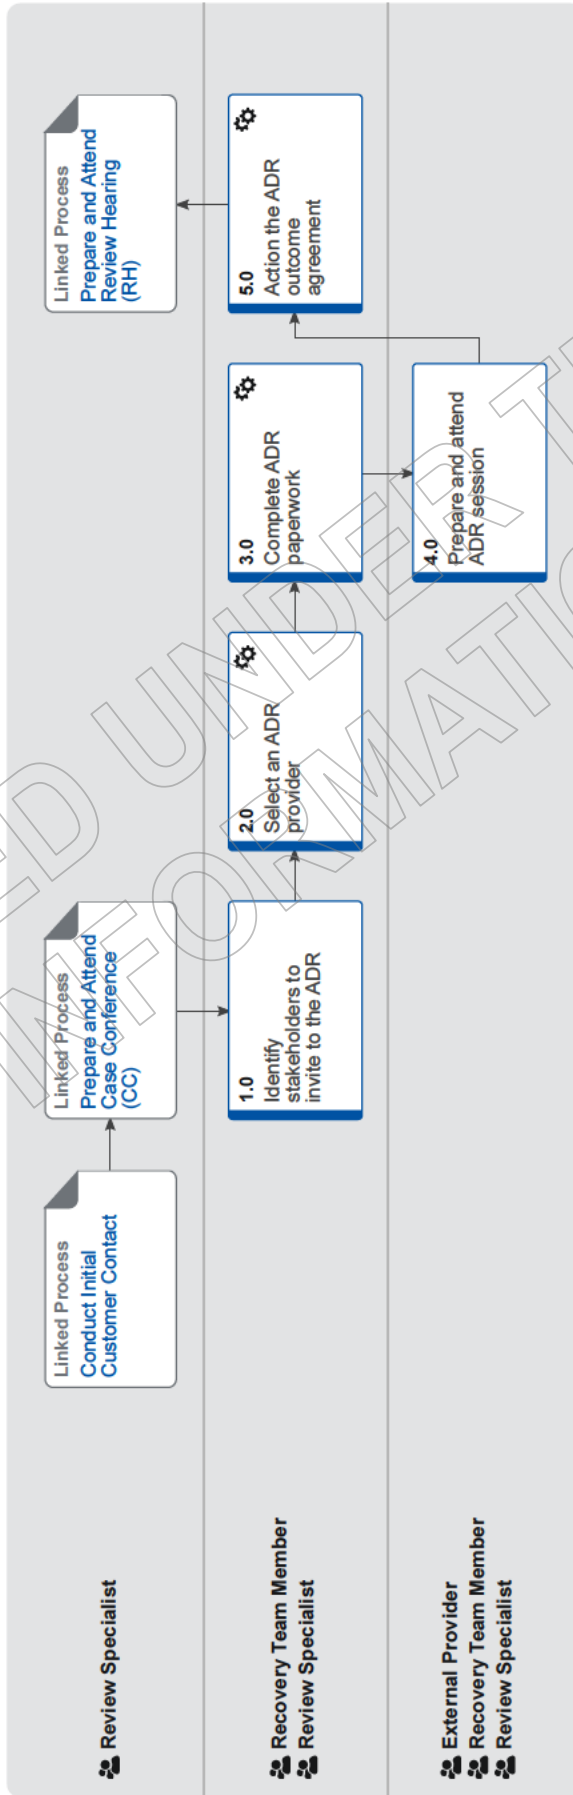 Review Specialist
Linked Process
Conduct Initial
Customer Contact
Linked Process
Prepare and Attend
Case Conference
(CC)
Linked Process
Prepare and Attend
Review Hearing
(RH)
Recovery Team Member
Review Specialist
1.0
Identify
stakeholders to
invite to the ADR
2.0
Select an ADR
provider
3.0
Complete ADR
paperwork
5.0
Action the ADR
outcome
agreement
External Provider
Recovery Team Member
Review Specialist
4.0
Prepare and attend
ADR session
UNDER